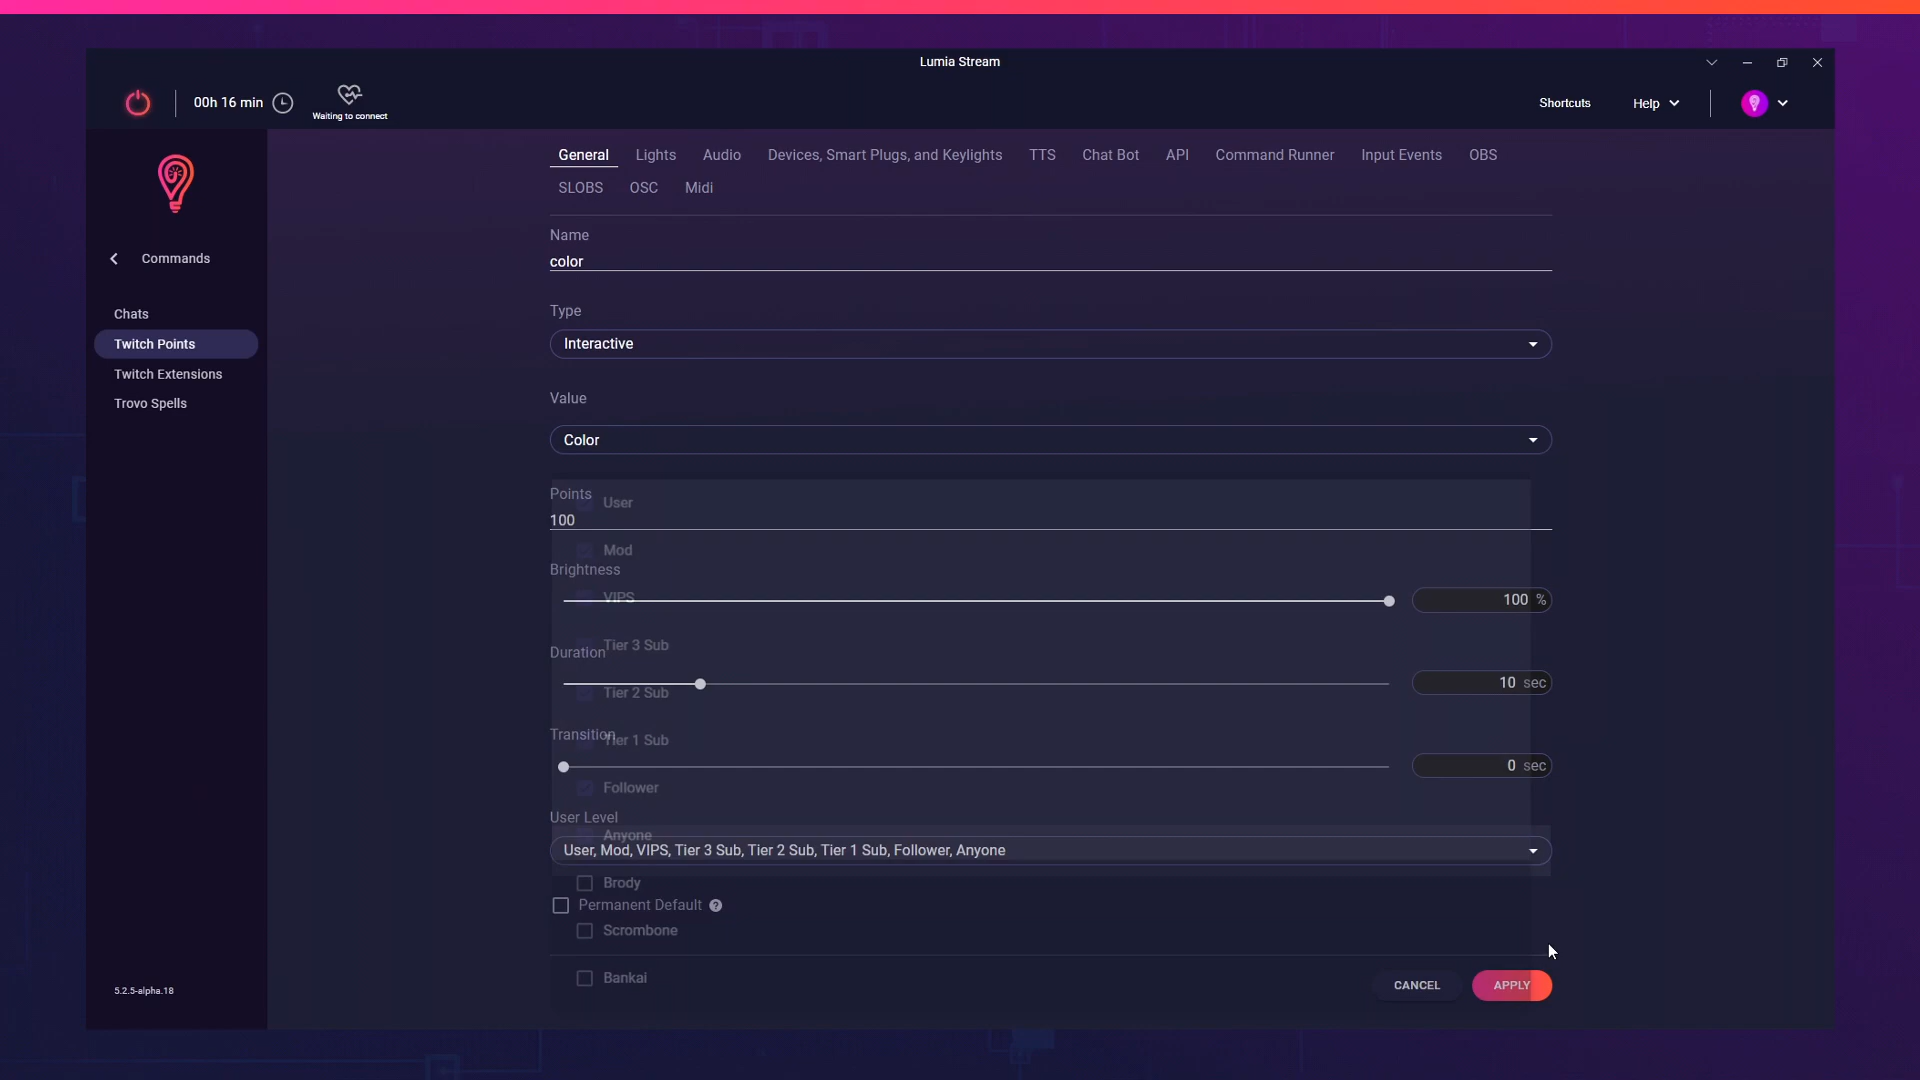 Lumia Stream
00h 16 min
Waiting to connect
Shortcuts
Help
Commands
Chats
Twitch Points
Twitch Extensions
Trovo Spells
5.2.5-alpha.18
General Lights Audio Devices, Smart Plugs, and Keylights TTS Chat Bot API Command Runner Input Events OBS
SLOBS OSC Midi
Name
color
Type
Interactive
Value
Color
Points
User
100
Mod
Brightness
VIPS
100 %
Tier 3 Sub
Duration
10 sec
Tier 2 Sub
Transition
Tier 1 Sub
0 sec
Follower
User Level
Anyone
User, Mod, VIPS, Tier 3 Sub, Tier 2 Sub, Tier 1 Sub, Follower, Anyone
Brody
Permanent Default ?
Scrombone
Bankai
CANCEL
APPLY